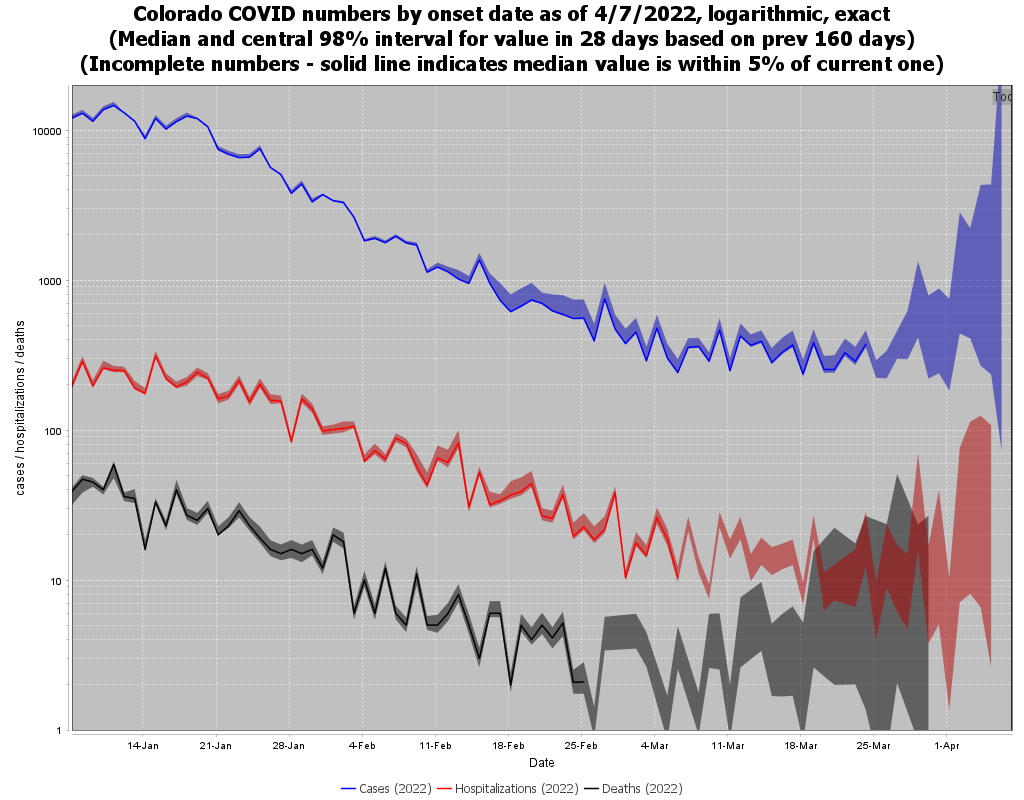 Colorado COVID numbers by onset date as of 4/7/2022, logarithmic, exact
(Median and central 98% interval for value in 28 days based on prev 160 days)
(Incomplete numbers - solid line indicates median value is within 5% of current one)
10000
1000
100
10
1
cases / hospitalizations / deaths
14-Jan 21-Jan 28-Jan 4-Feb 11-Feb 18-Feb 25-Feb 4-Mar 11-Mar 18-Mar 25-Mar 1-Apr
Date
Cases (2022) Hospitalizations (2022) Deaths (2022)